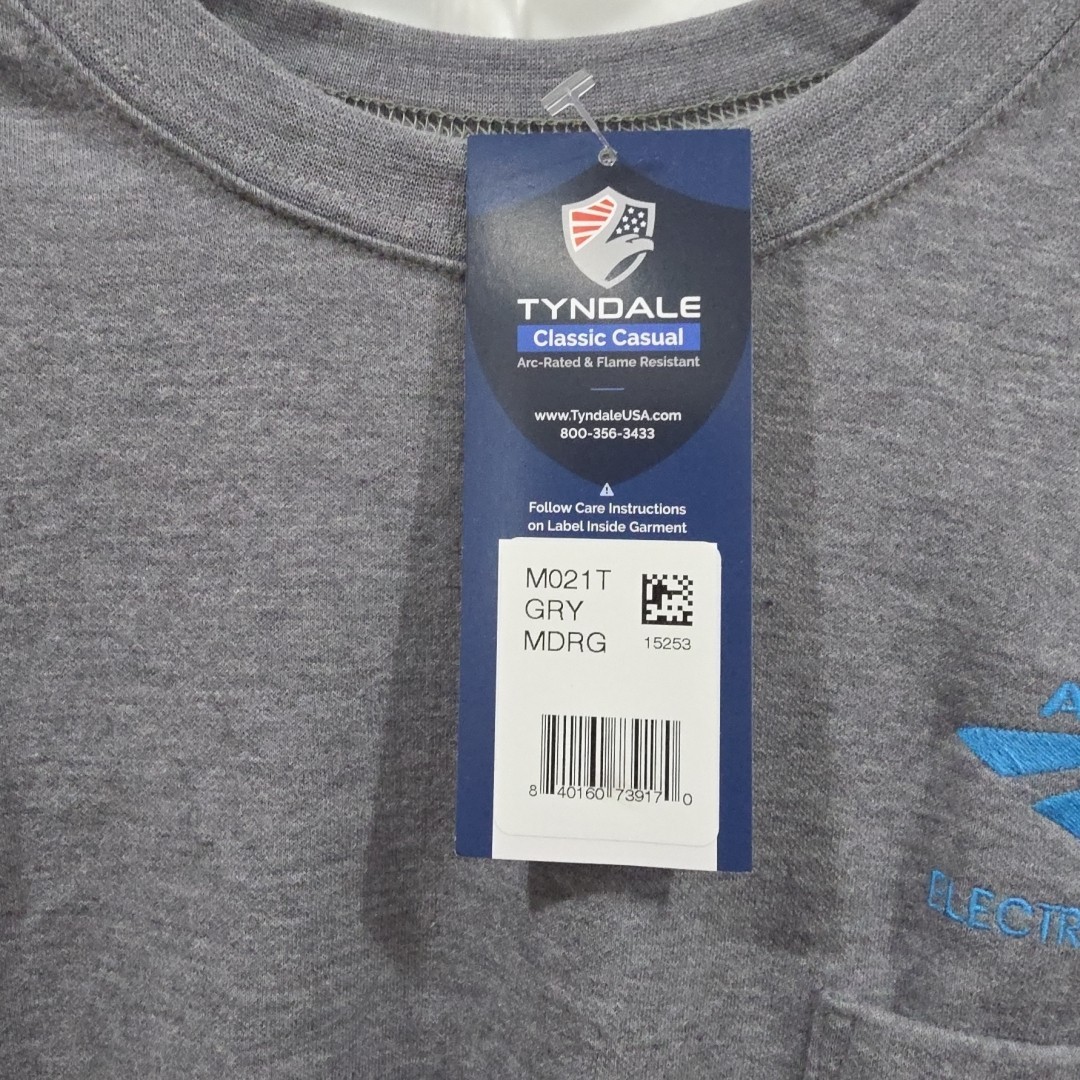 TYNDALE
Classic Casual
Arc-Rated & Flame Resistant
www.TyndaleUSA.com
800-356-3433
Follow Care Instructions
on Label Inside Garment
M021T
GRY
MDRG
15253
8 40160 73917 0